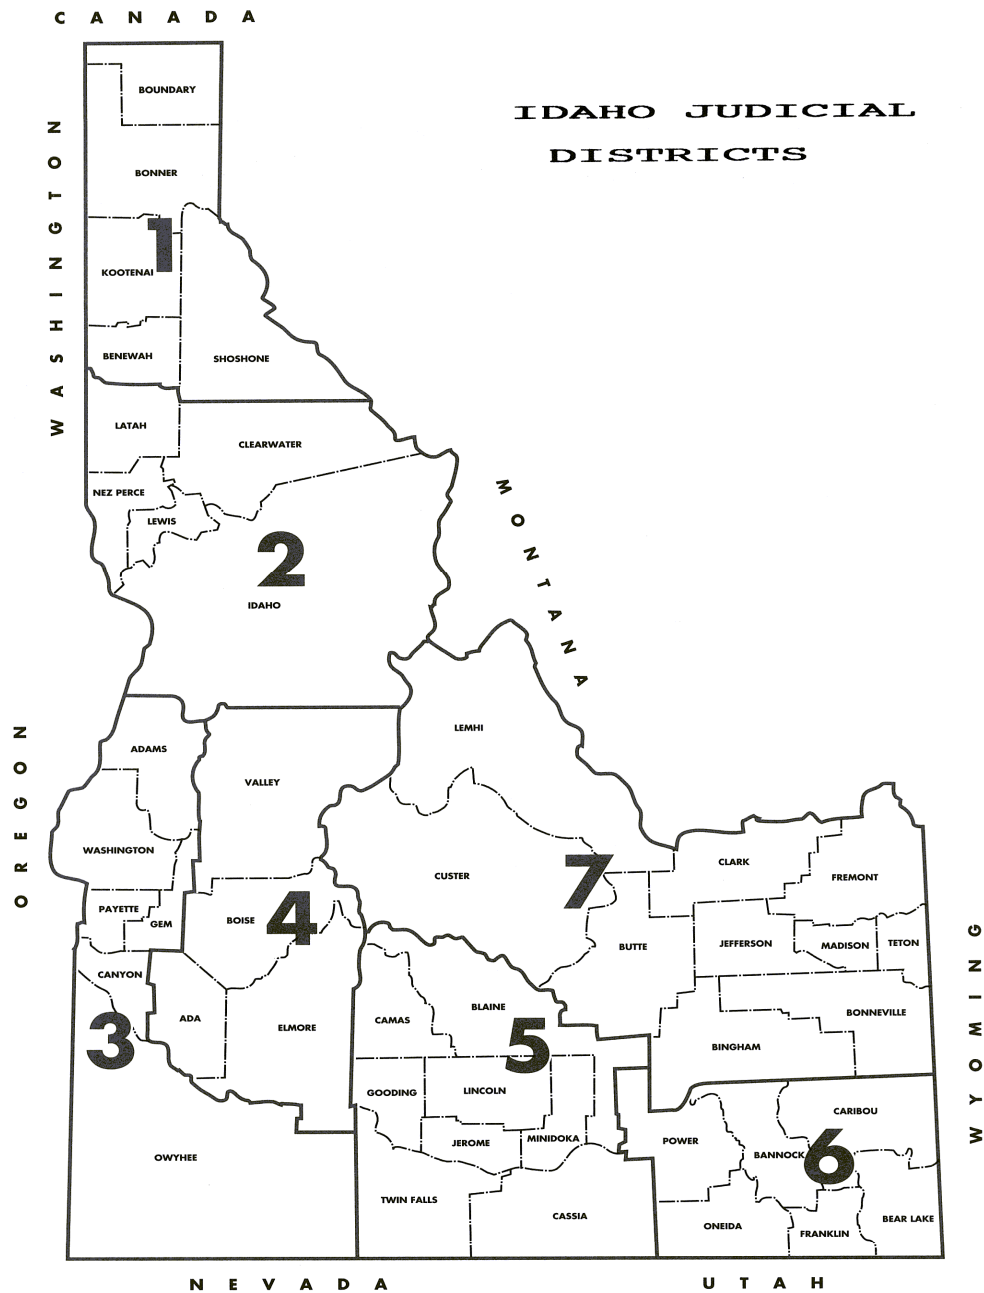 CANADA
IDAHO JUDICIAL
DISTRICTS
WASHINGTON
BOUNDARY
BONNER
1
KOOTENAI
BENEWAH
SHOSHONE
LATAH
CLEARWATER
NEZ PERCE
LEWIS
2
IDAHO
MONTANA
OREGON
ADAMS
LEMHI
VALLEY
WASHINGTON
CUSTER
7
CLARK
FREMONT
PAYETTE
GEM
BOISE
4
BUTTE
JEFFERSON
MADISON
TETON
CANYON
3
ADA
ELMORE
CAMAS
BLAINE
5
BONNEVILLE
BINGHAM
WYOMING
GOODING
LINCOLN
CARIBOU
JEROME
MINIDOKA
POWER
BANNOCK
6
OWYHEE
TWIN FALLS
CASSIA
ONEIDA
FRANKLIN
BEAR LAKE
NEVADA
UTAH